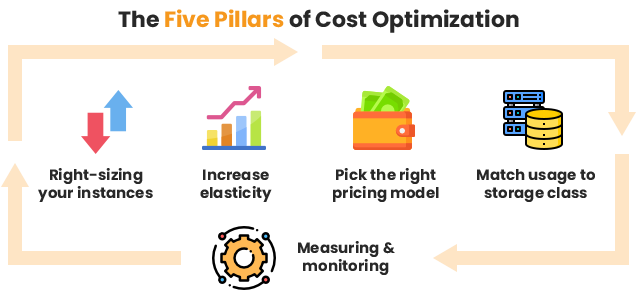 The Five Pillars of Cost Optimization
Right-sizing
your instances
Increase
elasticity
Pick the right
pricing model
Match usage to
storage class
Measuring &
monitoring